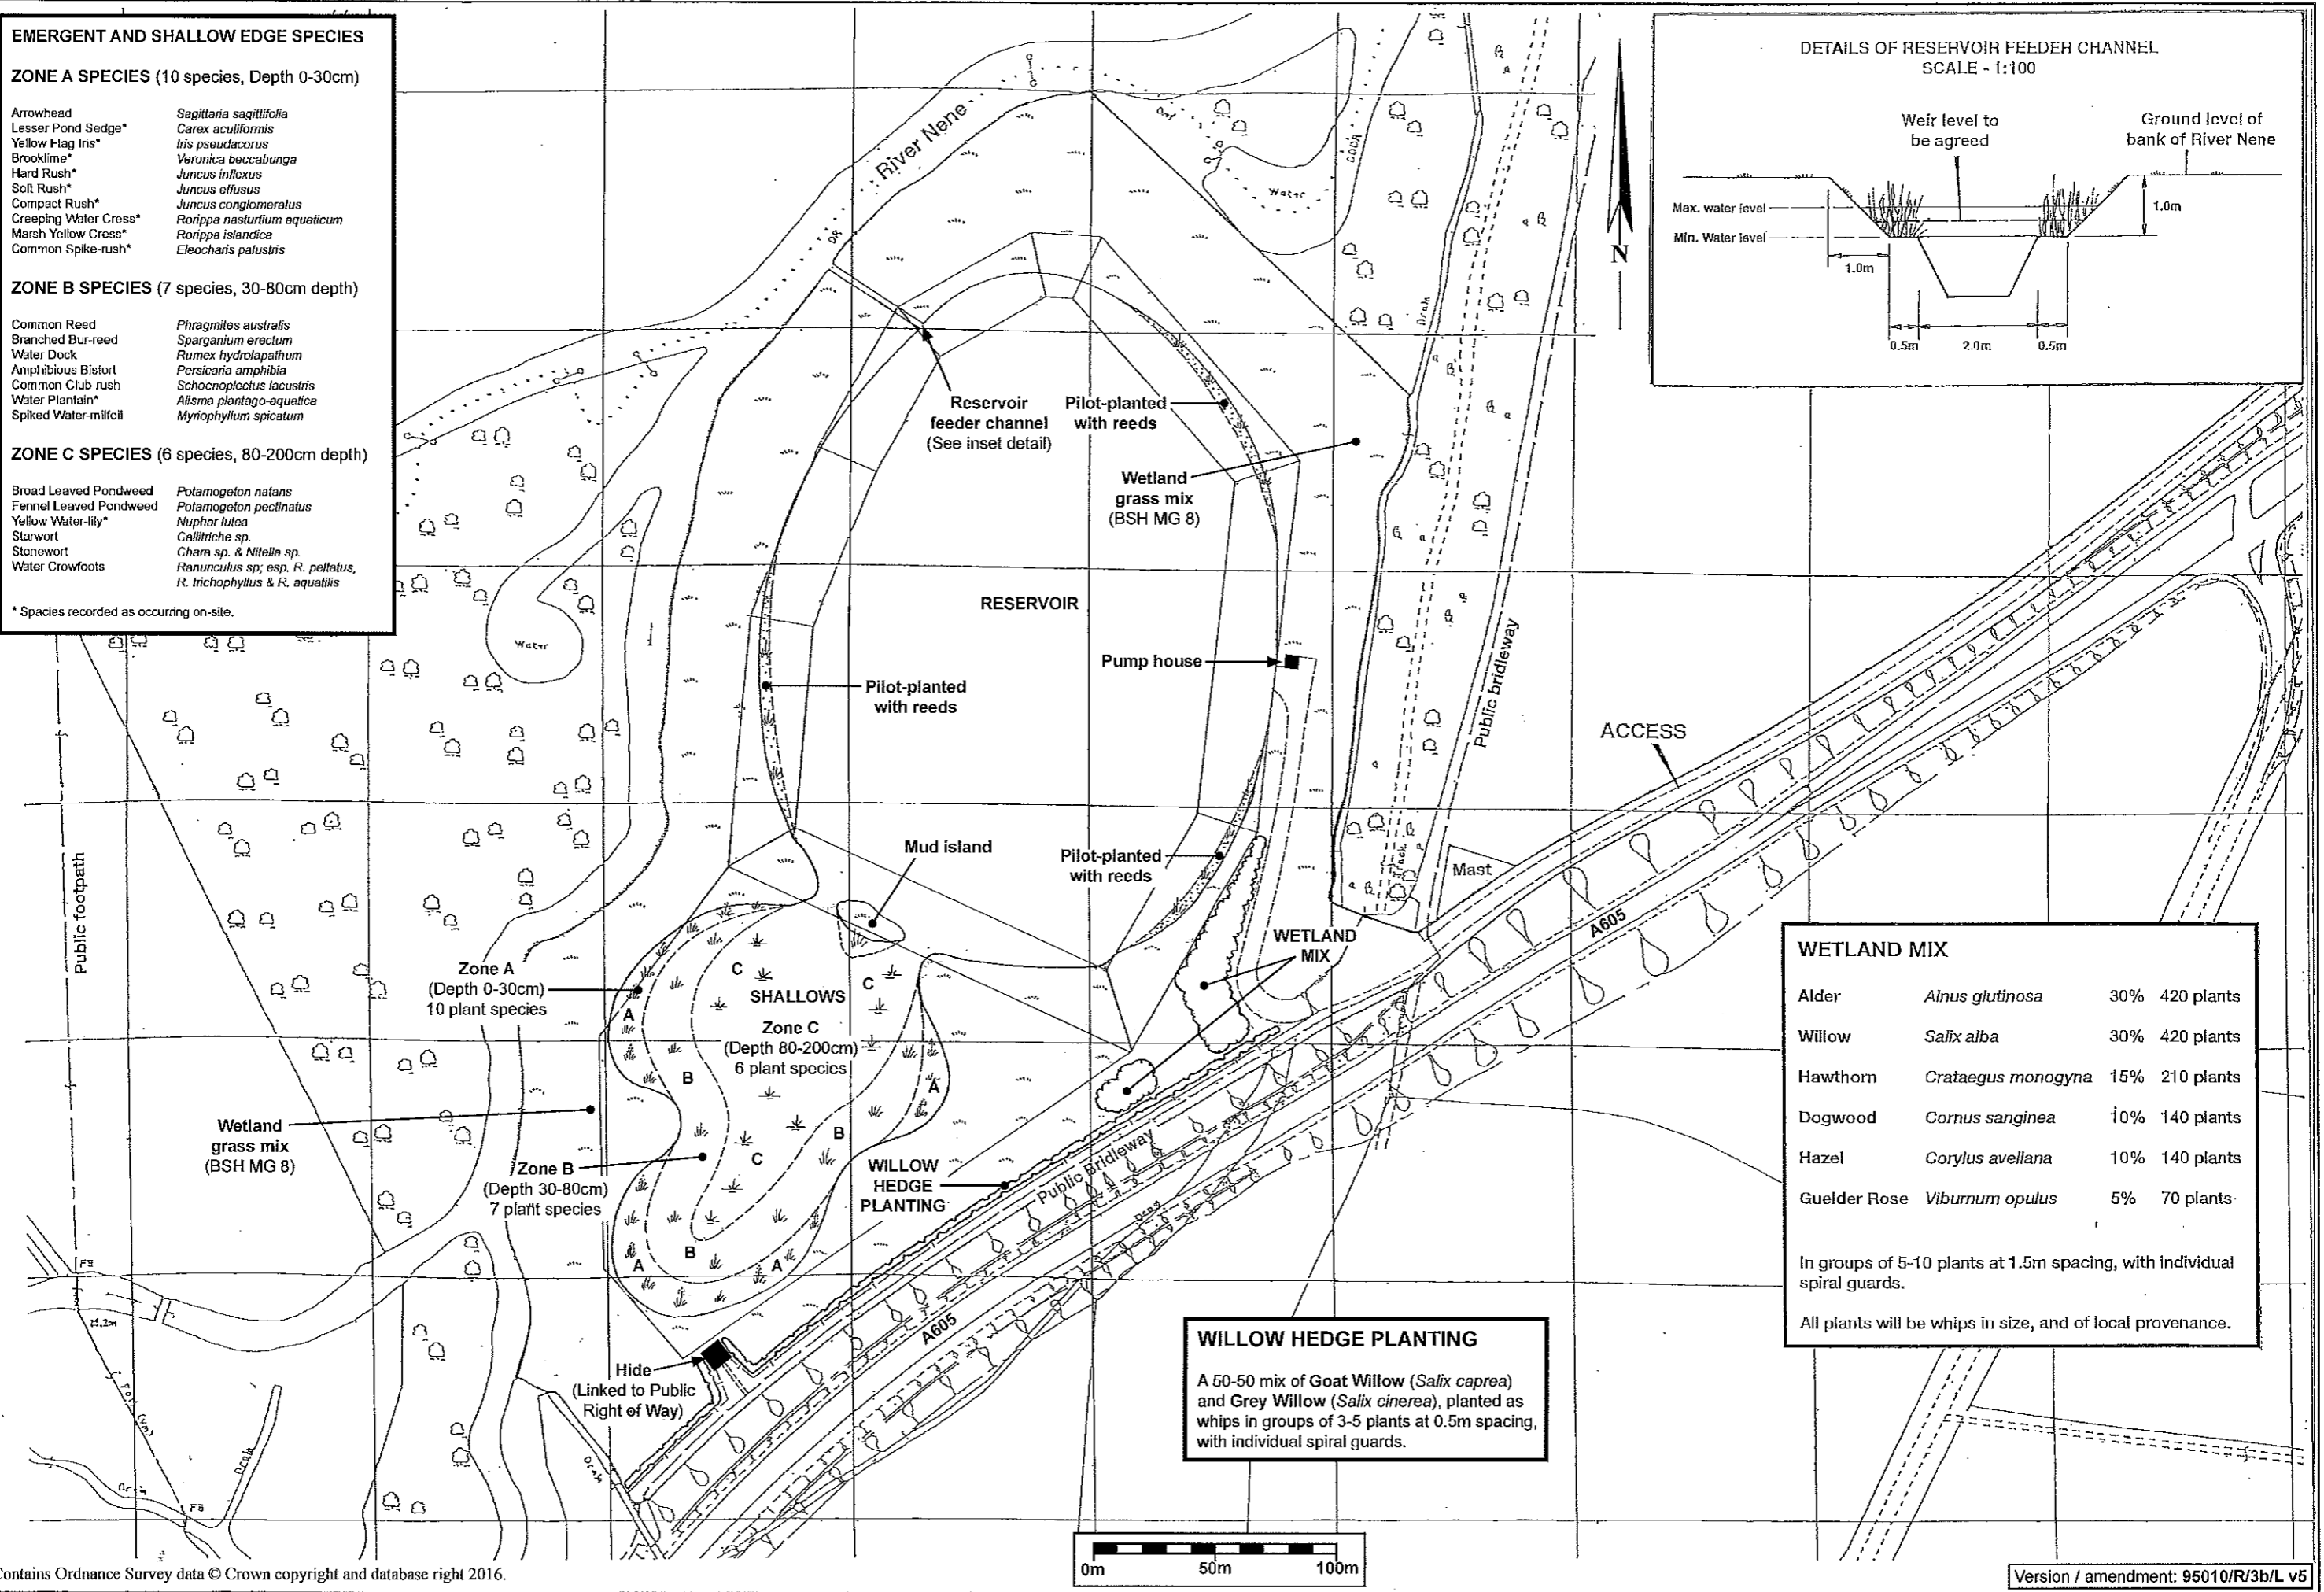 EMERGENT AND SHALLOW EDGE SPECIES
ZONE A SPECIES (10 species, Depth 0-30cm)
Arrowhead Sagittaria sagittifolia
Lesser Pond Sedge* Carex acutiformis
Yellow Flag Iris* Iris pseudacorus
Brooklime* Veronica beccabunga
Hard Rush* Juncus inflexus
Soft Rush* Juncus effusus
Compact Rush* Juncus conglomeratus
Creeping Water Cress* Rorippa nasturtium aquaticum
Marsh Yellow Cress* Rorippa islandica
Common Spike-rush* Eleocharis palustris
ZONE B SPECIES (7 species, 30-80cm depth)
Common Reed Phragmites australis
Branched Bur-reed Sparganium erectum
Water Dock Rumex hydrolapathum
Amphibious Bistort Persicaria amphibia
Common Club-rush Schoenoplectus lacustris
Water Plantain* Alisma plantago-aquatica
Spiked Water-milfoil Myriophyllum spicatum
ZONE C SPECIES (6 species, 80-200cm depth)
Broad Leaved Pondweed Potamogeton natans
Fennel Leaved Pondweed Potamogeton pectinatus
Yellow Water-lily* Nuphar lutea
Starwort Callitriche sp.
Stonewort Chara sp. & Nitella sp.
Water Crowfoots Ranunculus sp; esp. R. peltatus,
R. trichophyllus & R. aquatilis
* Species recorded as occurring on-site.
DETAILS OF RESERVOIR FEEDER CHANNEL
SCALE - 1:100
Weir level to
be agreed
Ground level of
bank of River Nene
Max. water level
Min. Water level
1.0m
1.0m
0.5m
2.0m
0.5m
N
River Nene
Water
Drain
Reservoir
feeder channel
(See inset detail)
Pilot-planted
with reeds
Wetland
grass mix
(BSH MG 8)
RESERVOIR
Water
Pump house
Public bridleway
Pilot-planted
with reeds
ACCESS
Public footpath
Mud island
Pilot-planted
with reeds
Track
Mast
A605
WETLAND
MIX
Zone A
(Depth 0-30cm)
10 plant species
C
C
SHALLOWS
A
Zone C
(Depth 80-200cm)
6 plant species
B
A
Wetland
grass mix
(BSH MG 8)
B
Zone B
(Depth 30-80cm)
7 plant species
C
WILLOW
HEDGE
PLANTING
Public Bridleway
Drain
B
A
A
FB
A605
Hide
(Linked to Public
Right of Way)
Drain
Drain
Drain
FB
WETLAND MIX
Alder Alnus glutinosa 30% 420 plants
Willow Salix alba 30% 420 plants
Hawthorn Crataegus monogyna 15% 210 plants
Dogwood Cornus sanginea 10% 140 plants
Hazel Corylus avellana 10% 140 plants
Guelder Rose Viburnum opulus 5% 70 plants
In groups of 5-10 plants at 1.5m spacing, with individual
spiral guards.
All plants will be whips in size, and of local provenance.
WILLOW HEDGE PLANTING
A 50-50 mix of Goat Willow (Salix caprea)
and Grey Willow (Salix cinerea), planted as
whips in groups of 3-5 plants at 0.5m spacing,
with individual spiral guards.
0m 50m 100m
Contains Ordnance Survey data © Crown copyright and database right 2016.
Version / amendment: 95010/R/3b/L v5